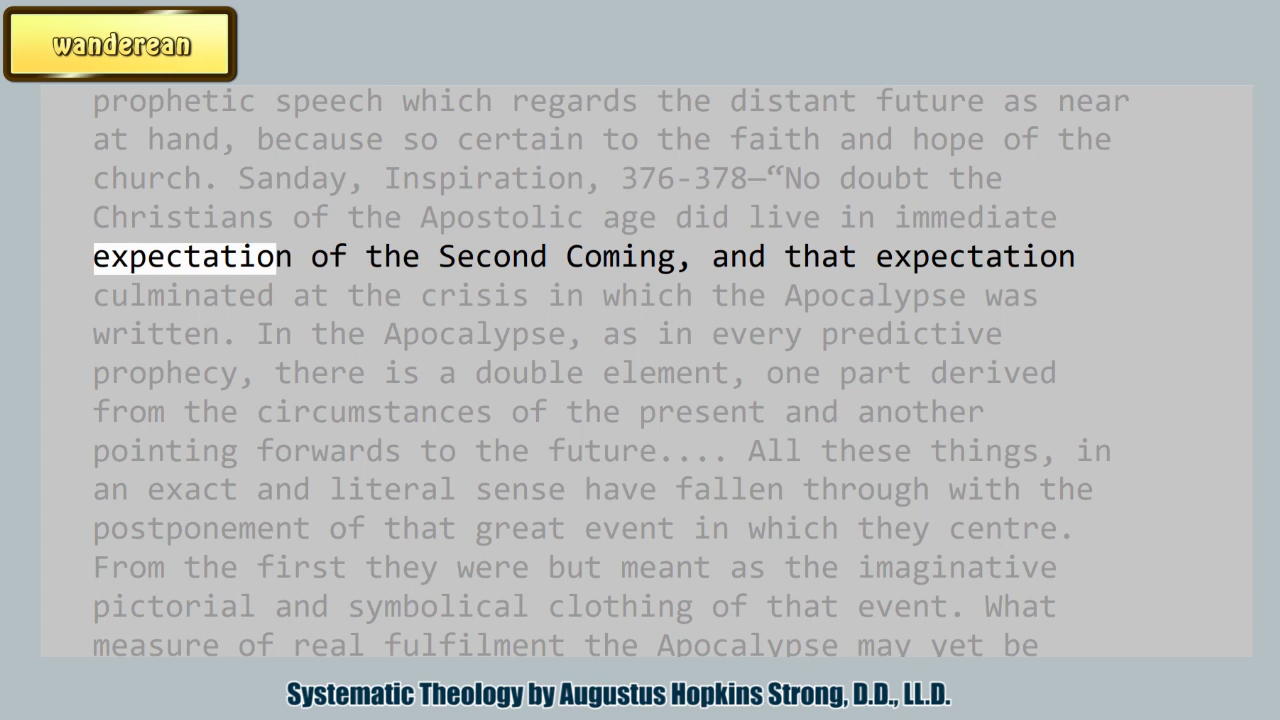 wanderean
prophetic speech which regards the distant future as near
at hand, because so certain to the faith and hope of the
church. Sanday, Inspiration, 376-378—“No doubt the
Christians of the Apostolic age did live in immediate
expectation of the Second Coming, and that expectation
culminated at the crisis in which the Apocalypse was
written. In the Apocalypse, as in every predictive
prophecy, there is a double element, one part derived
from the circumstances of the present and another
pointing forwards to the future.... All these things, in
an exact and literal sense have fallen through with the
postponement of that great event in which they centre.
From the first they were but meant as the imaginative
pictorial and symbolical clothing of that event. What
measure of real fulfilment the Apocalypse may yet be
Systematic Theology by Augustus Hopkins Strong, D.D., LL.D.